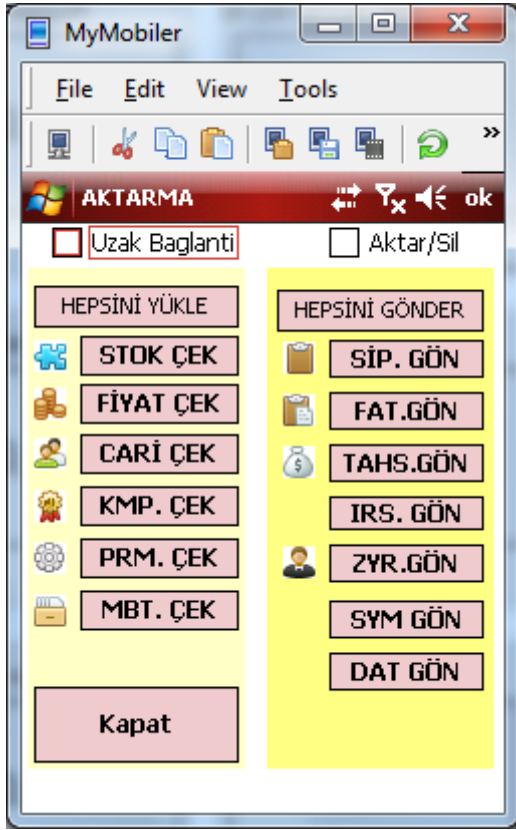 MyMobiler
File Edit View Tools
»
AKTARMA ok
Uzak Baglanti Aktar/Sil
HEPSİNİ YÜKLE
STOK ÇEK
FİYAT ÇEK
CARİ ÇEK
KMP. ÇEK
PRM. ÇEK
MBT. ÇEK
Kapat
HEPSİNİ GÖNDER
SİP. GÖN
FAT.GÖN
TAHS.GÖN
IRS. GÖN
ZYR.GÖN
SYM GÖN
DAT GÖN